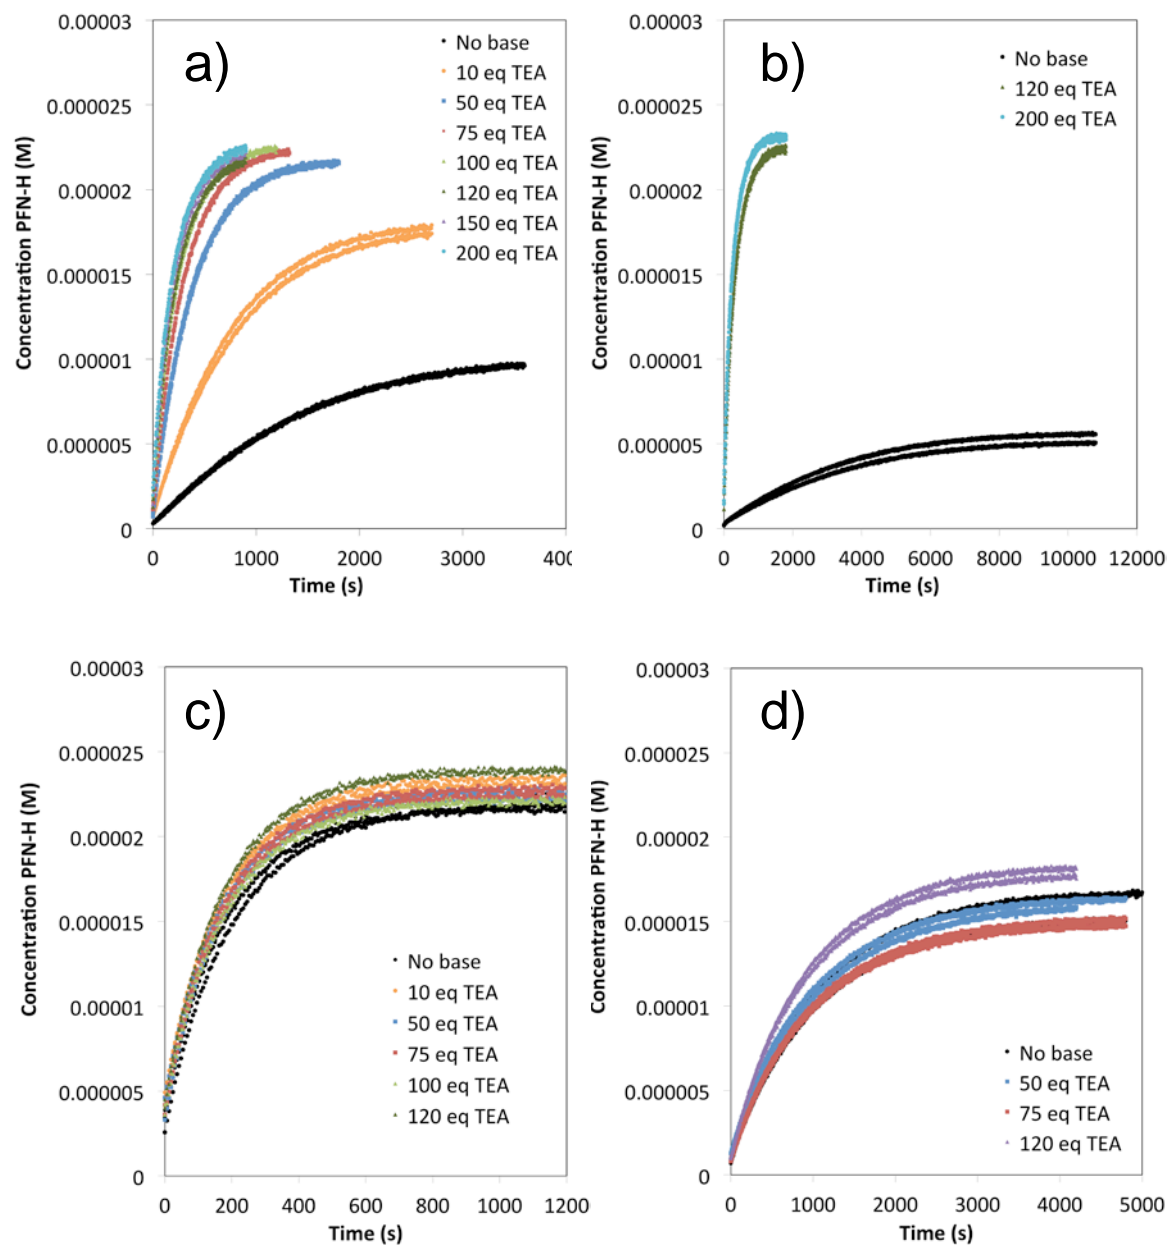 a)
Concentration PFN-H (M)
0.00003
0.000025
0.00002
0.000015
0.00001
0.000005
0
No base
10 eq TEA
50 eq TEA
75 eq TEA
100 eq TEA
120 eq TEA
150 eq TEA
200 eq TEA
0 1000 2000 3000 400
Time (s)
b)
Concentration PFN-H (M)
0.00003
0.000025
0.00002
0.000015
0.00001
0.000005
0
No base
120 eq TEA
200 eq TEA
0 2000 4000 6000 8000 10000 12000
Time (s)
c)
Concentration PFN-H (M)
0.00003
0.000025
0.00002
0.000015
0.00001
0.000005
0
No base
10 eq TEA
50 eq TEA
75 eq TEA
100 eq TEA
120 eq TEA
0 200 400 600 800 1000 1200
Time (s)
d)
Concentration PFN-H (M)
0.00003
0.000025
0.00002
0.000015
0.00001
0.000005
0
No base
50 eq TEA
75 eq TEA
120 eq TEA
0 1000 2000 3000 4000 5000
Time (s)